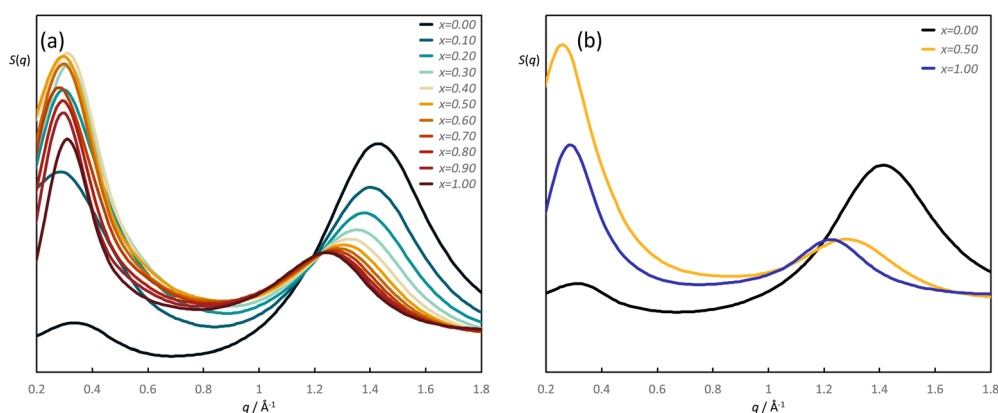 (a)
S(q)
x=0.00
x=0.10
x=0.20
x=0.30
x=0.40
x=0.50
x=0.60
x=0.70
x=0.80
x=0.90
x=1.00
0.2 0.4 0.6 0.8 1 1.2 1.4 1.6 1.8
q / Å⁻¹
(b)
S(q)
x=0.00
x=0.50
x=1.00
0.2 0.4 0.6 0.8 1 1.2 1.4 1.6 1.8
q / Å⁻¹